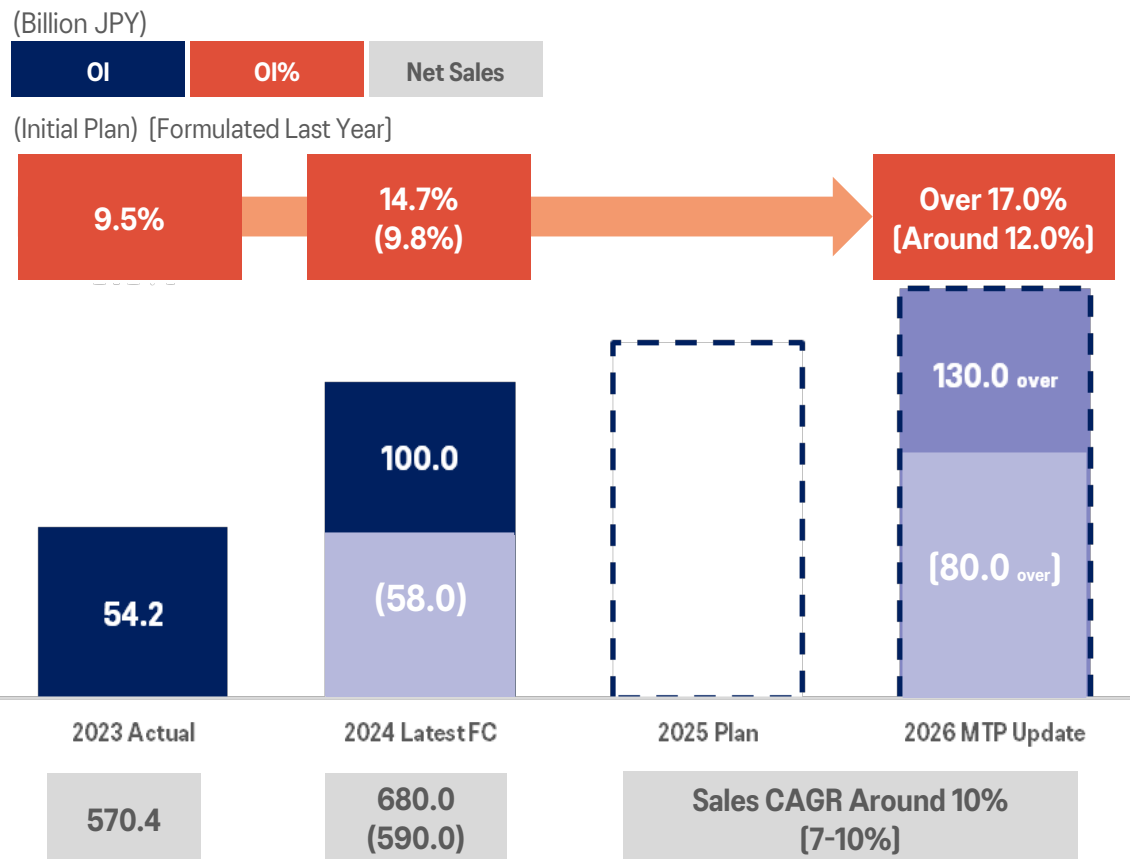 (Billion JPY)
OI
OI%
Net Sales
(Initial Plan) [Formulated Last Year]
9.5%
14.7%
(9.8%)
Over 17.0%
[Around 12.0%]
54.2
100.0
(58.0)
130.0 over
[80.0 over]
2023 Actual
2024 Latest FC
2025 Plan
2026 MTP Update
570.4
680.0
(590.0)
Sales CAGR Around 10%
[7-10%]